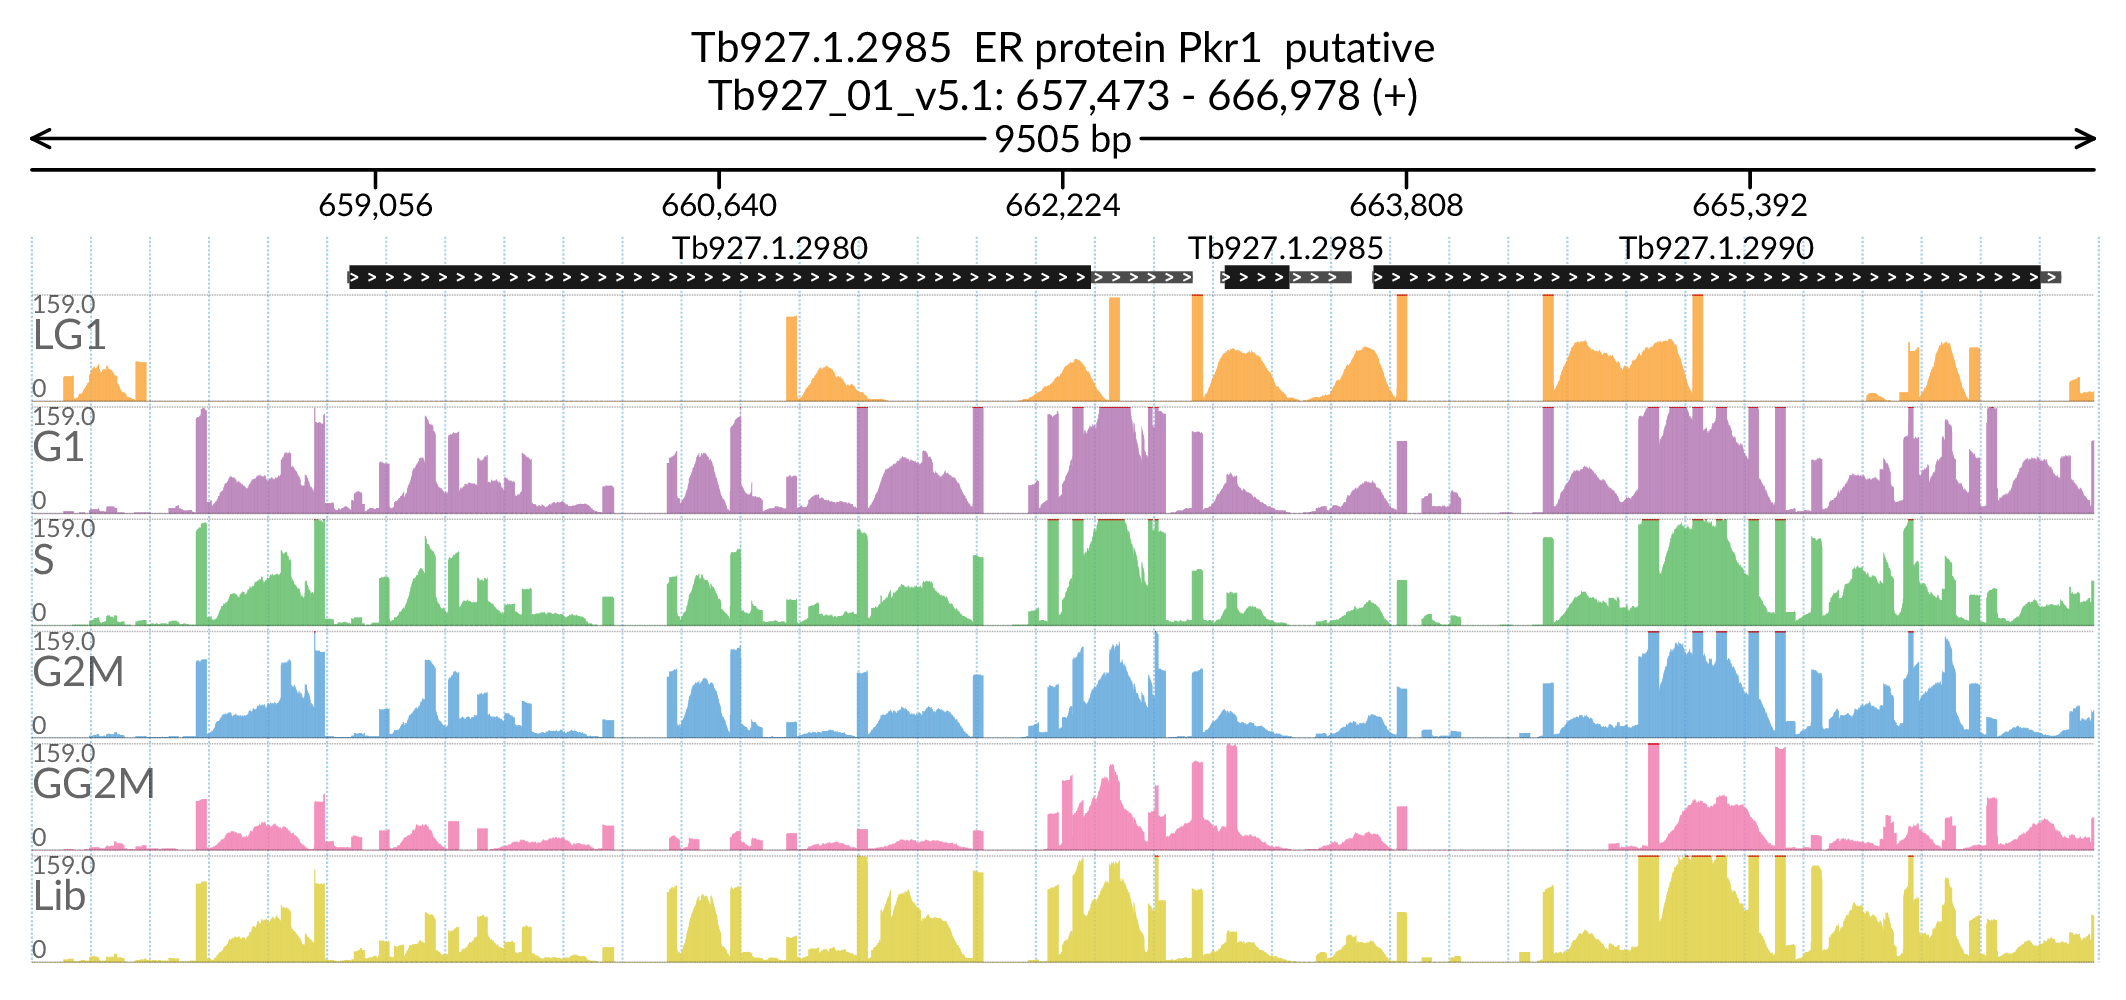 Tb927.1.2985 ER protein Pkr1 putative
Tb927_01_v5.1: 657,473 - 666,978 (+)
9505 bp
659,056 660,640 662,224 663,808 665,392
Tb927.1.2980 Tb927.1.2985 Tb927.1.2990
159.0
LG1
0
159.0
G1
0
159.0
S
0
159.0
G2M
0
159.0
GG2M
0
159.0
Lib
0